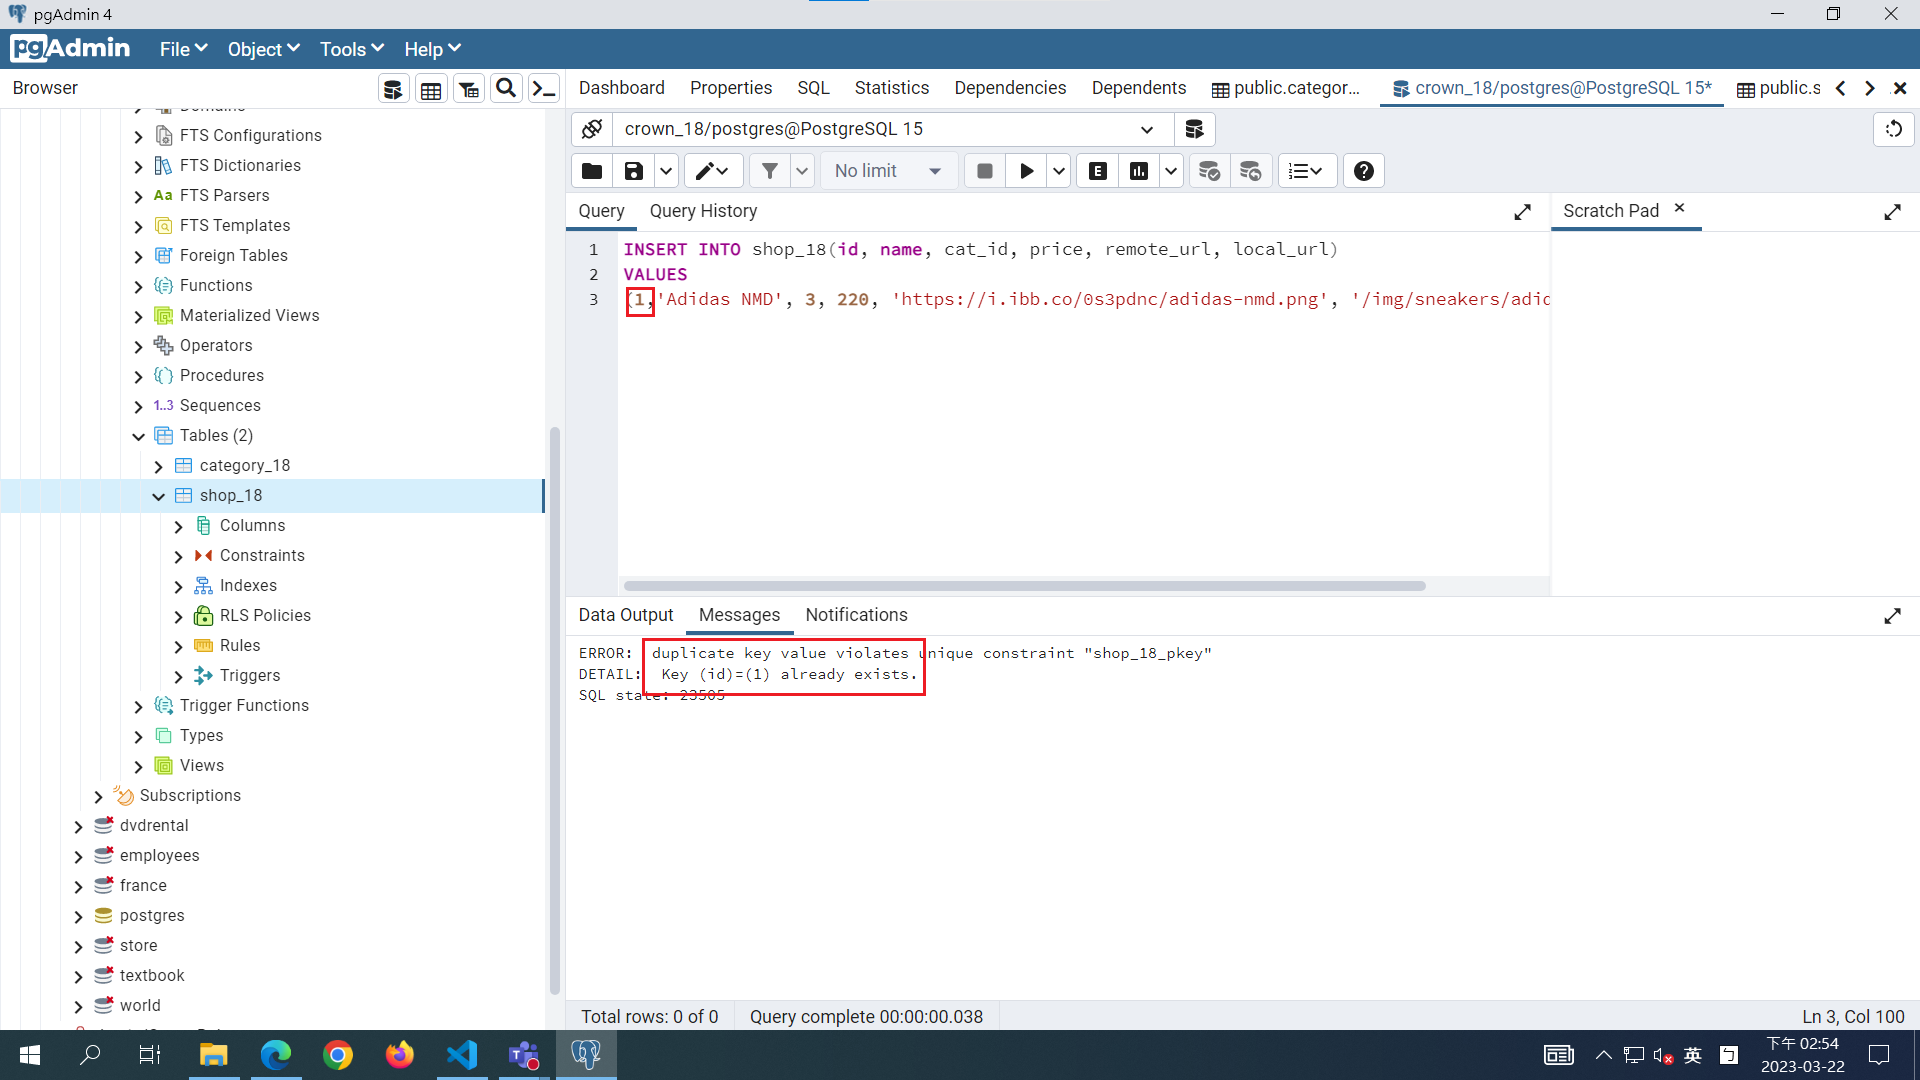 pgAdmin 4
pgAdmin File Object Tools Help
Browser
Dashboard Properties SQL Statistics Dependencies Dependents public.categor... crown_18/postgres@PostgreSQL 15* public.s
crown_18/postgres@PostgreSQL 15
No limit
Query Query History
Scratch Pad
1 INSERT INTO shop_18(id, name, cat_id, price, remote_url, local_url)
2 VALUES
3 (1,'Adidas NMD', 3, 220, 'https://i.ibb.co/0s3pdnc/adidas-nmd.png', '/img/sneakers/adid
Data Output Messages Notifications
ERROR: duplicate key value violates unique constraint "shop_18_pkey"
DETAIL: Key (id)=(1) already exists.
SQL state: 23505
Total rows: 0 of 0 Query complete 00:00:00.038 Ln 3, Col 100
Domains
FTS Configurations
FTS Dictionaries
Aa FTS Parsers
FTS Templates
Foreign Tables
Functions
Materialized Views
Operators
Procedures
1..3 Sequences
Tables (2)
category_18
shop_18
Columns
Constraints
Indexes
RLS Policies
Rules
Triggers
Trigger Functions
Types
Views
Subscriptions
dvdrental
employees
france
postgres
store
textbook
world
英
下午 02:54
2023-03-22